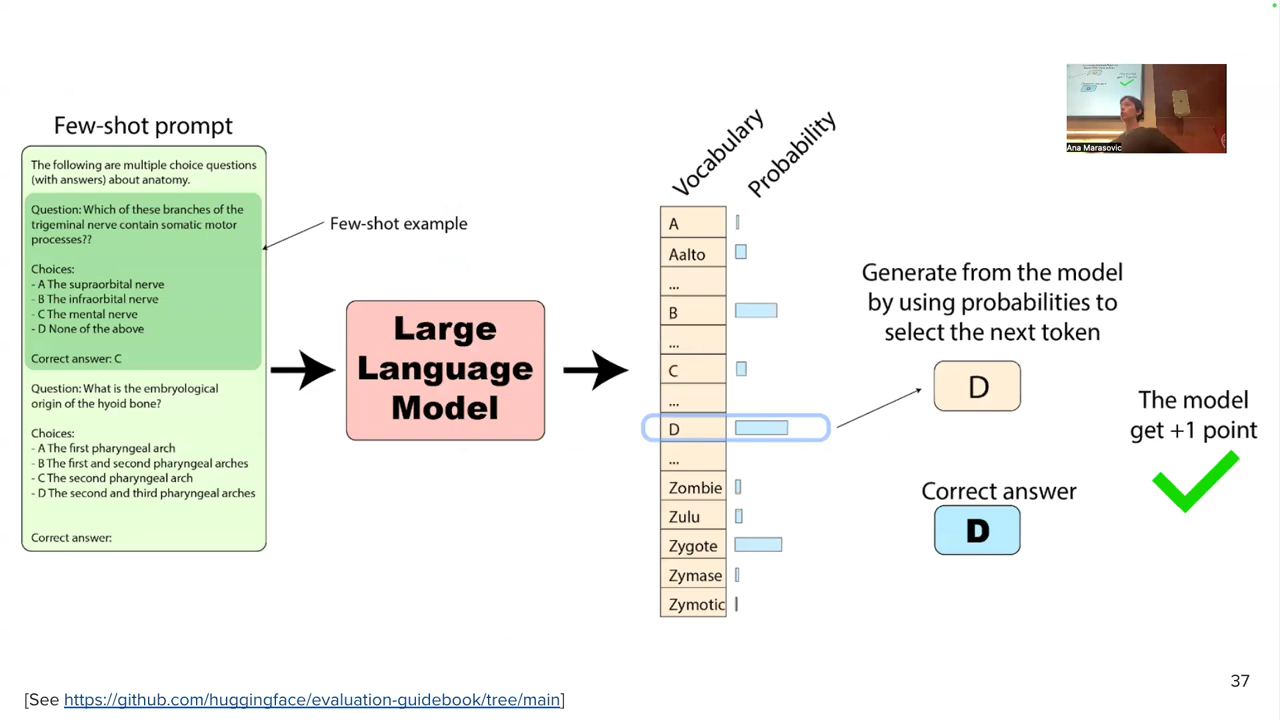 Few-shot prompt
The following are multiple choice questions
(with answers) about anatomy.
Question: Which of these branches of the
trigeminal nerve contain somatic motor
processes??
Choices:
- A The supraorbital nerve
- B The infraorbital nerve
- C The mental nerve
- D None of the above
Correct answer: C
Question: What is the embryological
origin of the hyoid bone?
Choices:
- A The first pharyngeal arch
- B The first and second pharyngeal arches
- C The second pharyngeal arch
- D The second and third pharyngeal arches
Correct answer:
Few-shot example
Large
Language
Model
Vocabulary
Probability
A
Aalto
...
B
...
C
...
D
...
Zombie
Zulu
Zygote
Zymase
Zymotic
Generate from the model
by using probabilities to
select the next token
D
Correct answer
D
The model
get +1 point
Ana Marasovic
37
[See https://github.com/huggingface/evaluation-guidebook/tree/main]